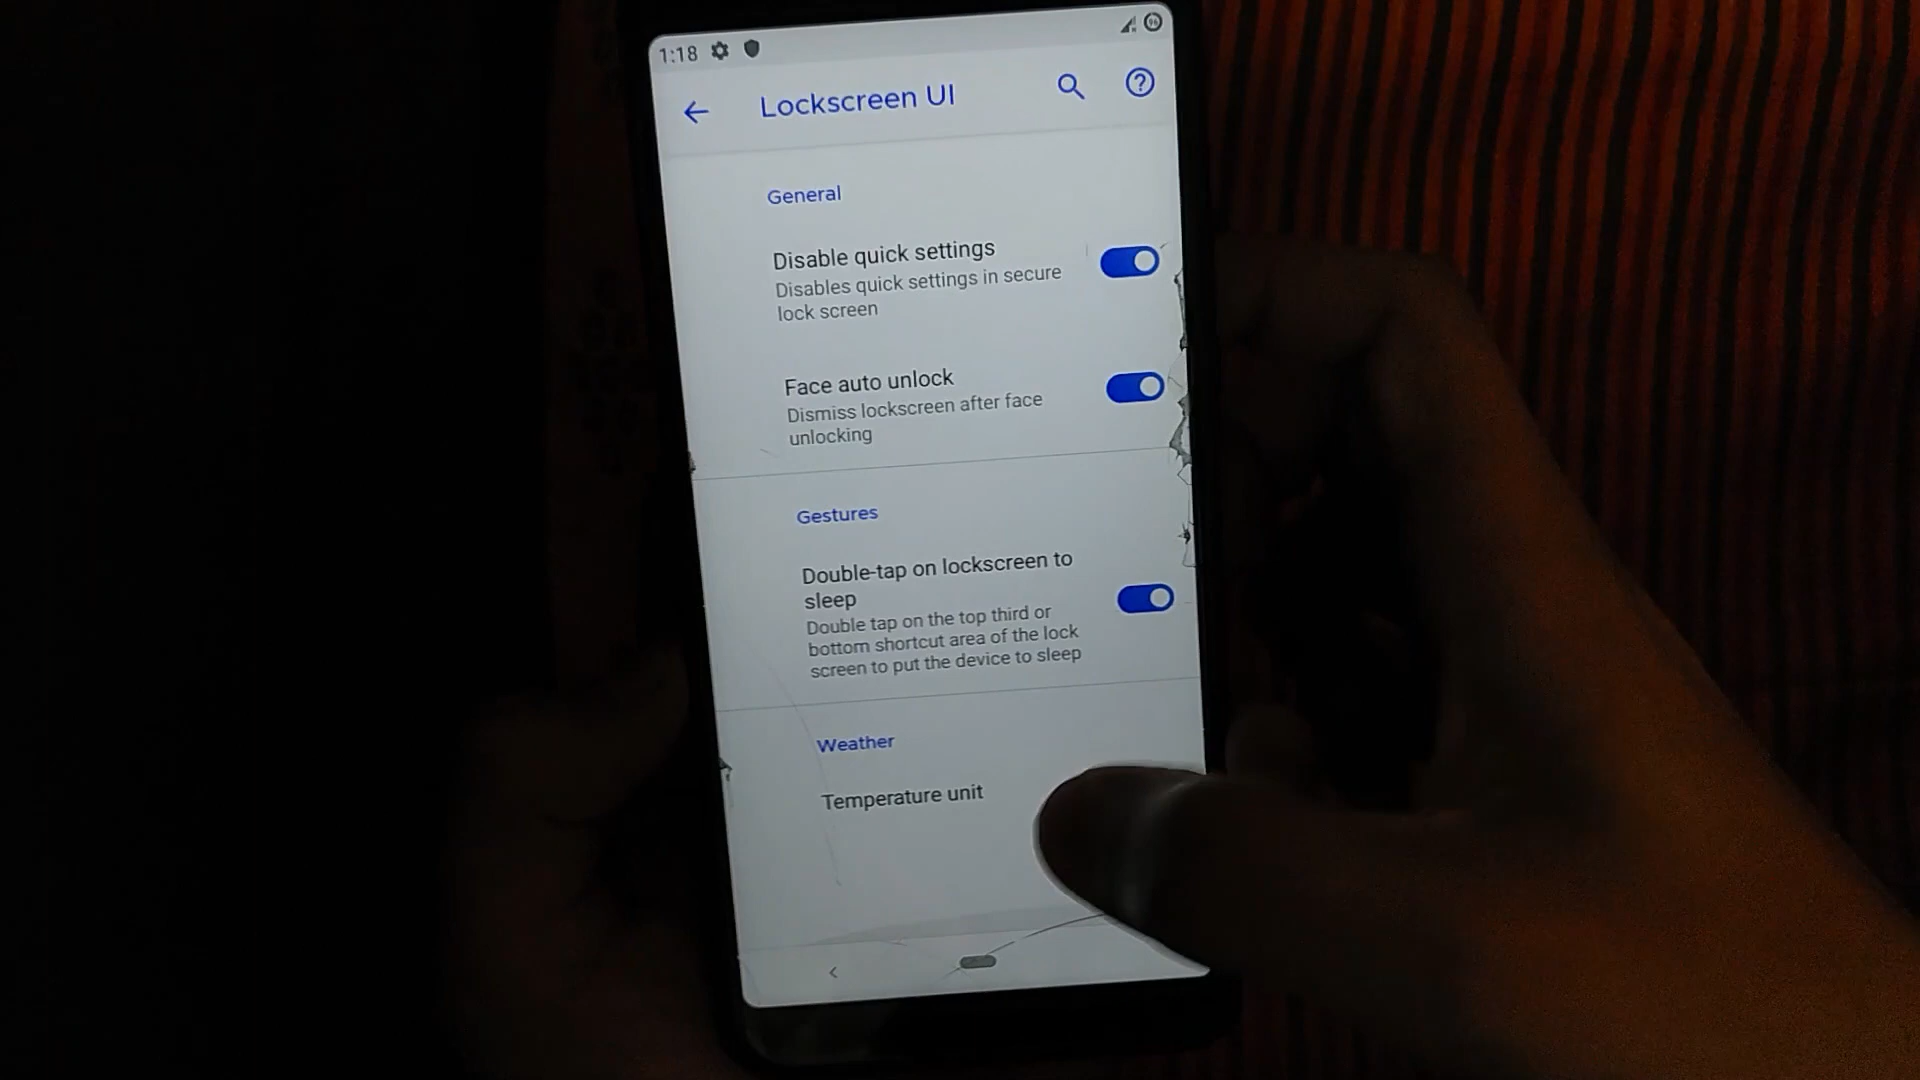 1:18
Lockscreen UI
General
Disable quick settings
Disables quick settings in secure
lock screen
Face auto unlock
Dismiss lockscreen after face
unlocking
Gestures
Double-tap on lockscreen to
sleep
Double tap on the top third or
bottom shortcut area of the lock
screen to put the device to sleep
Weather
Temperature unit